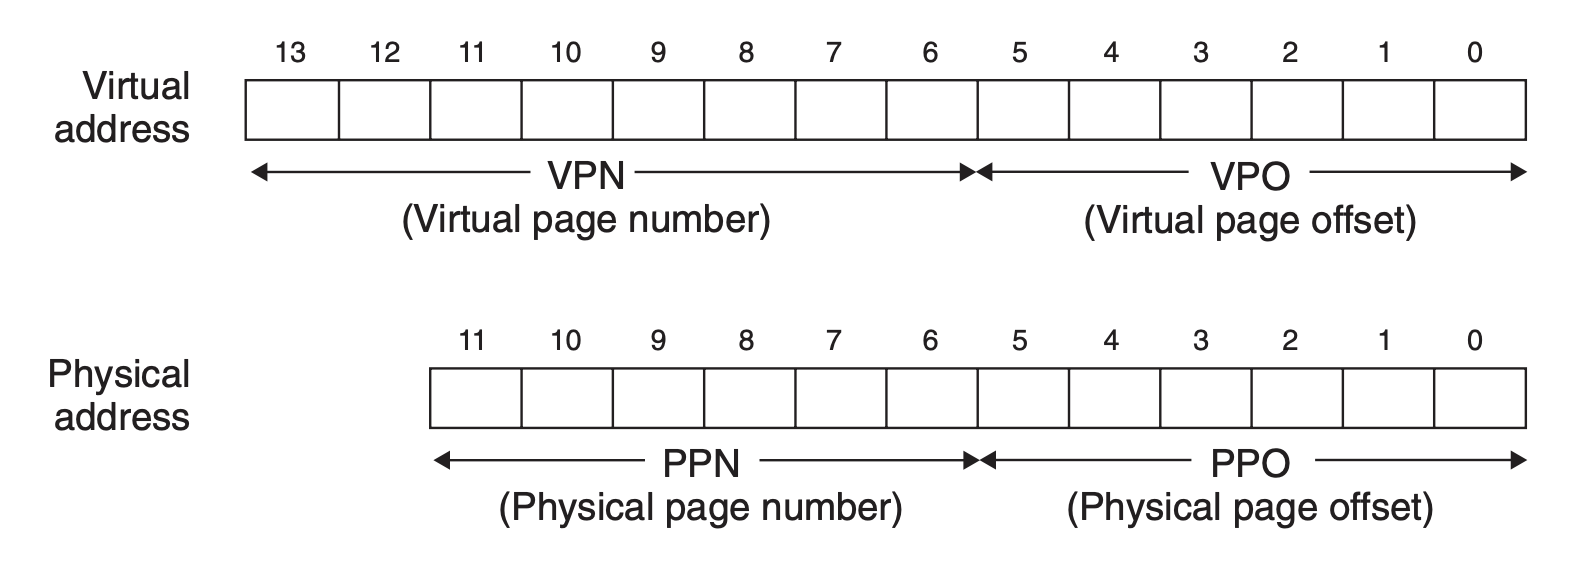 13 12 11 10 9 8 7 6 5 4 3 2 1 0
Virtual
address
VPN VPO
(Virtual page number) (Virtual page offset)
11 10 9 8 7 6 5 4 3 2 1 0
Physical
address
PPN PPO
(Physical page number) (Physical page offset)